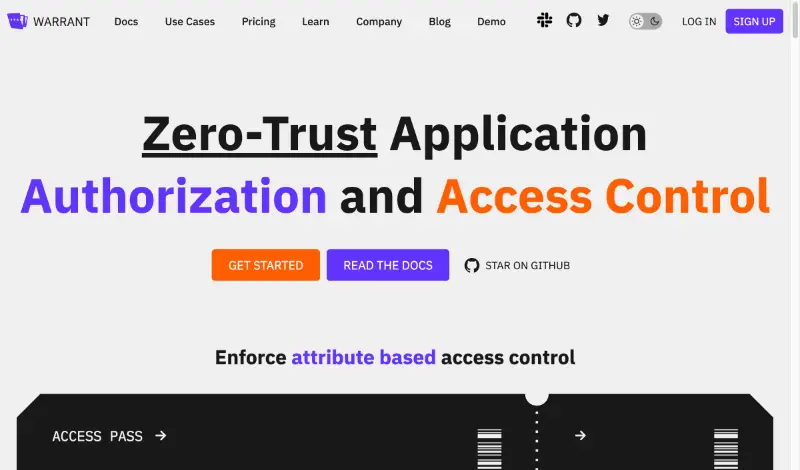 WARRANT Docs Use Cases Pricing Learn Company Blog Demo LOG IN SIGN UP
Zero-Trust Application
Authorization and Access Control
GET STARTED READ THE DOCS STAR ON GITHUB
Enforce attribute based access control
ACCESS PASS →
→